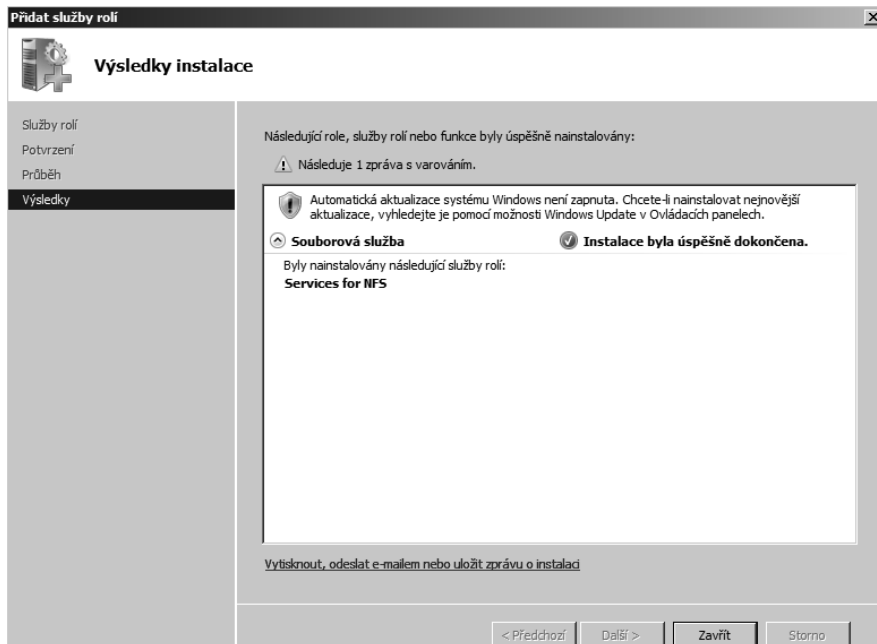 Přidat služby rolí
Výsledky instalace
Služby rolí
Potvrzení
Průběh
Výsledky
Následující role, služby rolí nebo funkce byly úspěšně nainstalovány:
Následuje 1 zpráva s varováním.
Automatická aktualizace systému Windows není zapnuta. Chcete-li nainstalovat nejnovější
aktualizace, vyhledejte je pomocí možnosti Windows Update v Ovládacích panelech.
Souborová služba
Instalace byla úspěšně dokončena.
Byly nainstalovány následující služby rolí:
Services for NFS
Vytisknout, odeslat e-mailem nebo uložit zprávu o instalaci
< Předchozí
Další >
Zavřít
Storno